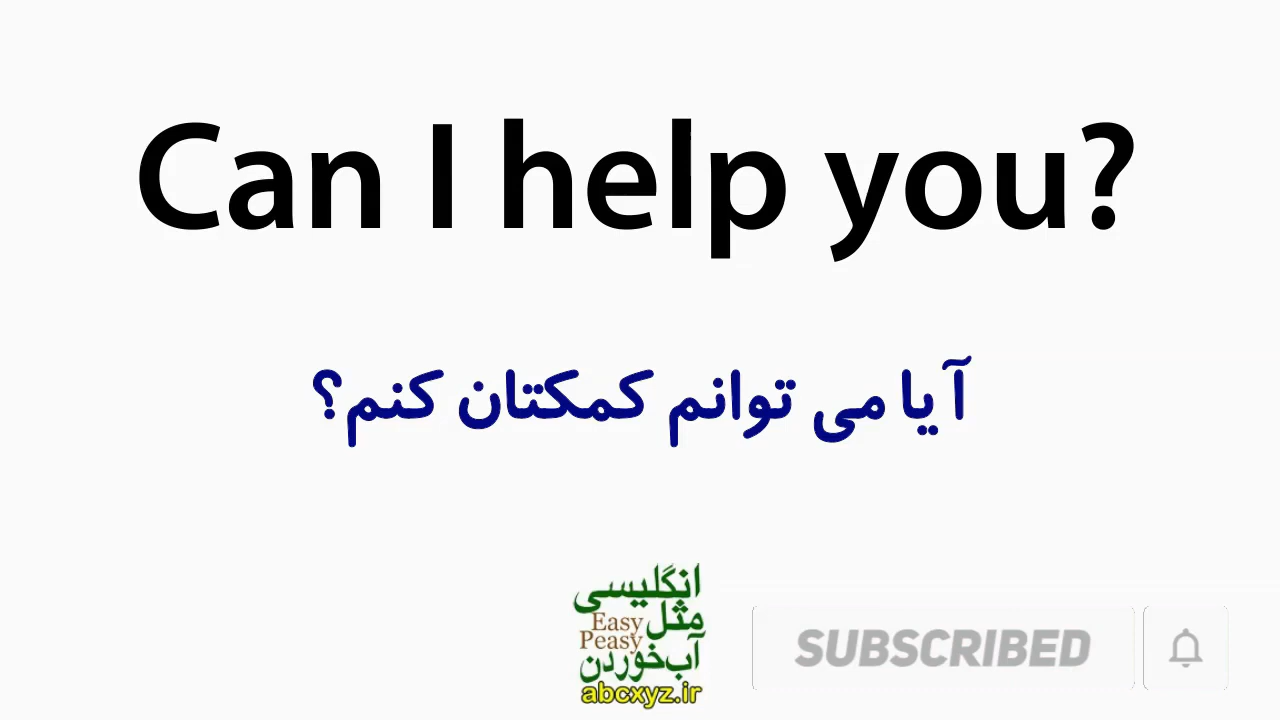 Can I help you?
آیا می توانم کمکتان کنم؟
انگلیسی
مثل
Easy
Peasy
آب‌خوردن
abcxyz.ir
SUBSCRIBED